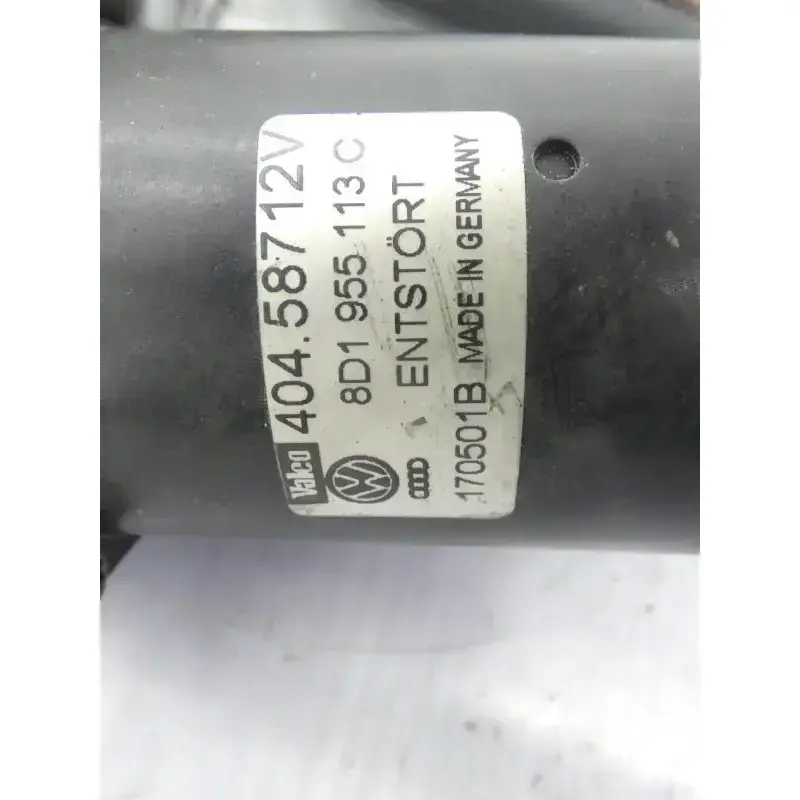 Valeo 404.587 12V
8D1 955 113 C
ENTSTÖRT
170501B MADE IN GERMANY